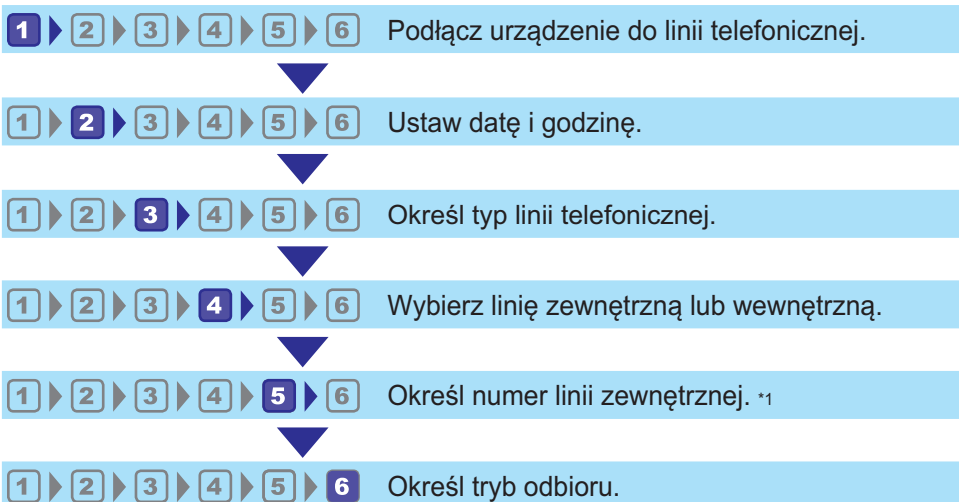 1 2 3 4 5 6 Podłącz urządzenie do linii telefonicznej.
1 2 3 4 5 6 Ustaw datę i godzinę.
1 2 3 4 5 6 Określ typ linii telefonicznej.
1 2 3 4 5 6 Wybierz linię zewnętrzną lub wewnętrzną.
1 2 3 4 5 6 Określ numer linii zewnętrznej. *1
1 2 3 4 5 6 Określ tryb odbioru.